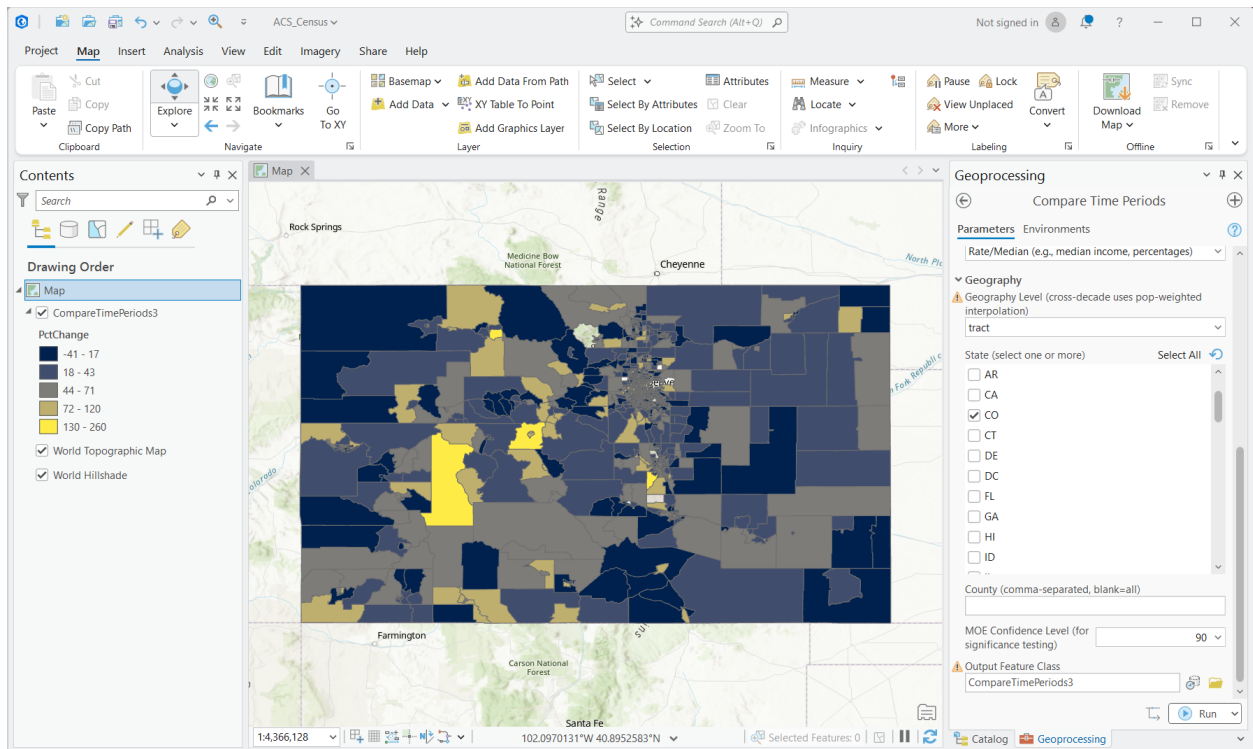 ACS_Census
Command Search (Alt+Q)
Not signed in
?
Project Map Insert Analysis View Edit Imagery Share Help
Paste
Cut
Copy
Copy Path
Clipboard
Explore
Bookmarks
Go
To XY
Navigate
Basemap
Add Data
Add Data From Path
XY Table To Point
Add Graphics Layer
Layer
Select
Select By Attributes
Select By Location
Attributes
Clear
Zoom To
Selection
Measure
Locate
Infographics
Inquiry
Pause Lock
View Unplaced
More
Convert
Labeling
Download
Map
Sync
Remove
Offline
Contents
Search
Drawing Order
Map
CompareTimePeriods3
PctChange
-41 - 17
18 - 43
44 - 71
72 - 120
130 - 260
World Topographic Map
World Hillshade
Map
Range
Rock Springs
Medicine Bow
National Forest
Cheyenne
North
Farmington
Carson National
Forest
Santa Fe
1:4,366,128
102.0970131°W 40.8952583°N
Selected Features: 0
Geoprocessing
Compare Time Periods
Parameters Environments
?
Rate/Median (e.g., median income, percentages)
Geography
Geography Level (cross-decade uses pop-weighted
interpolation)
tract
State (select one or more) Select All
AR
CA
CO
CT
DE
DC
FL
GA
HI
ID
County (comma-separated, blank=all)
MOE Confidence Level (for
significance testing)
90
Output Feature Class
CompareTimePeriods3
Run
Catalog Geoprocessing